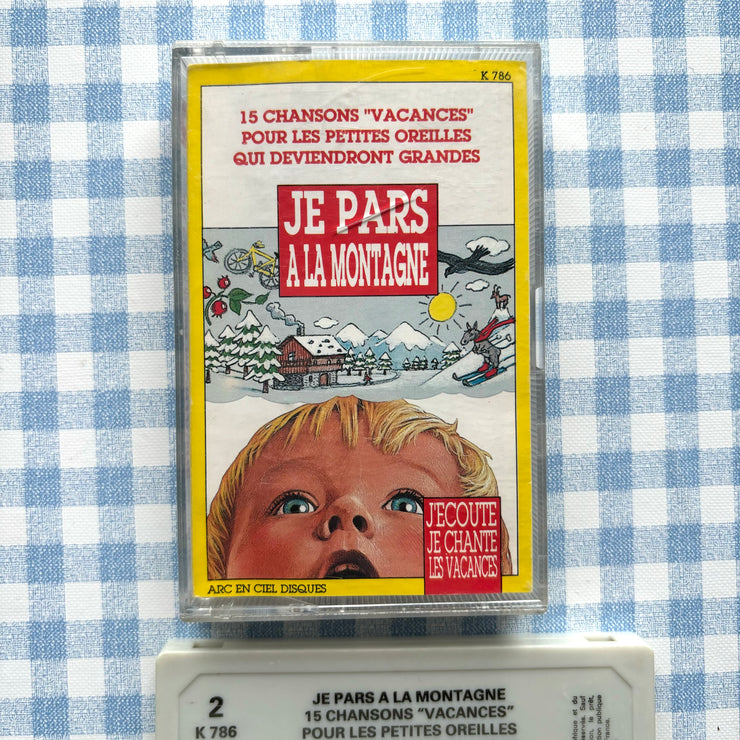 K 786
15 CHANSONS "VACANCES"
POUR LES PETITES OREILLES
QUI DEVIENDRONT GRANDES
JE PARS
A LA MONTAGNE
J'ECOUTE
JE CHANTE
LES VACANCES
ARC EN CIEL DISQUES
2
K 786
JE PARS A LA MONTAGNE
15 CHANSONS "VACANCES"
POUR LES PETITES OREILLES